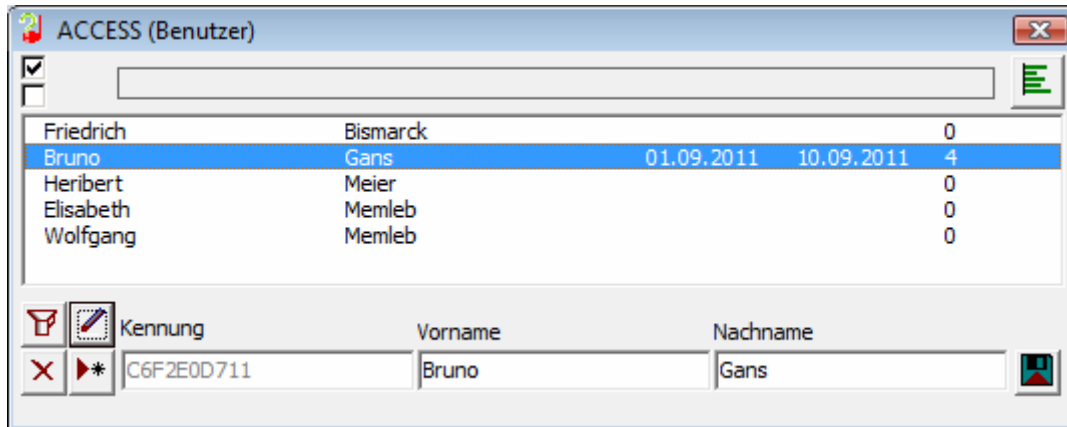 ACCESS (Benutzer)
Friedrich Bismarck 0
Bruno Gans 01.09.2011 10.09.2011 4
Heribert Meier 0
Elisabeth Memleb 0
Wolfgang Memleb 0
Kennung Vorname Nachname
C6F2E0D711 Bruno Gans